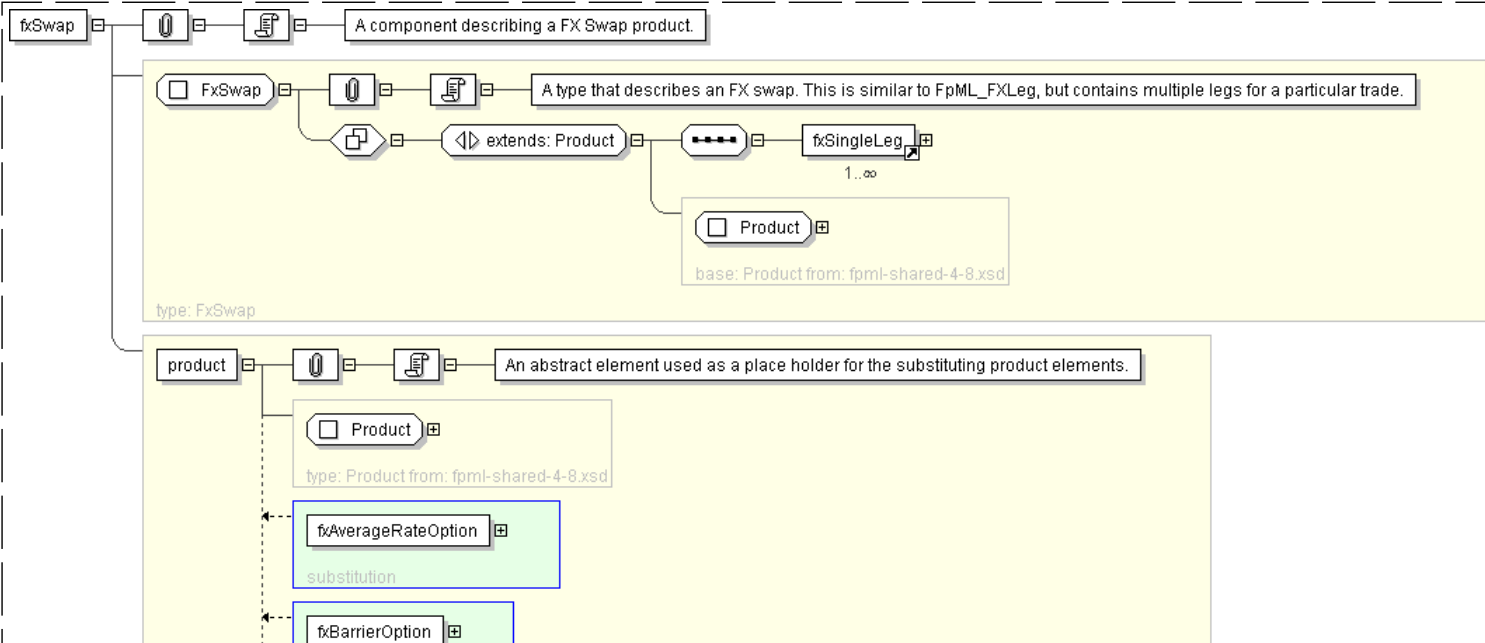 fxSwap
A component describing a FX Swap product.
FxSwap
A type that describes an FX swap. This is similar to FpML_FXLeg, but contains multiple legs for a particular trade.
extends: Product
fxSingleLeg
1..∞
Product
base: Product from: fpml-shared-4-8.xsd
type: FxSwap
product
An abstract element used as a place holder for the substituting product elements.
Product
type: Product from: fpml-shared-4-8.xsd
fxAverageRateOption
substitution
fxBarrierOption